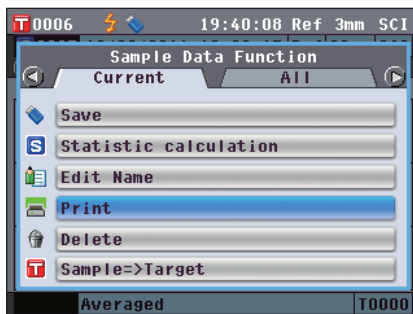 T0006 19:40:08 Ref 3mm SCI
Sample Data Function
Current All
Save
S Statistic calculation
Edit Name
Print
Delete
T Sample=>Target
Averaged T0000